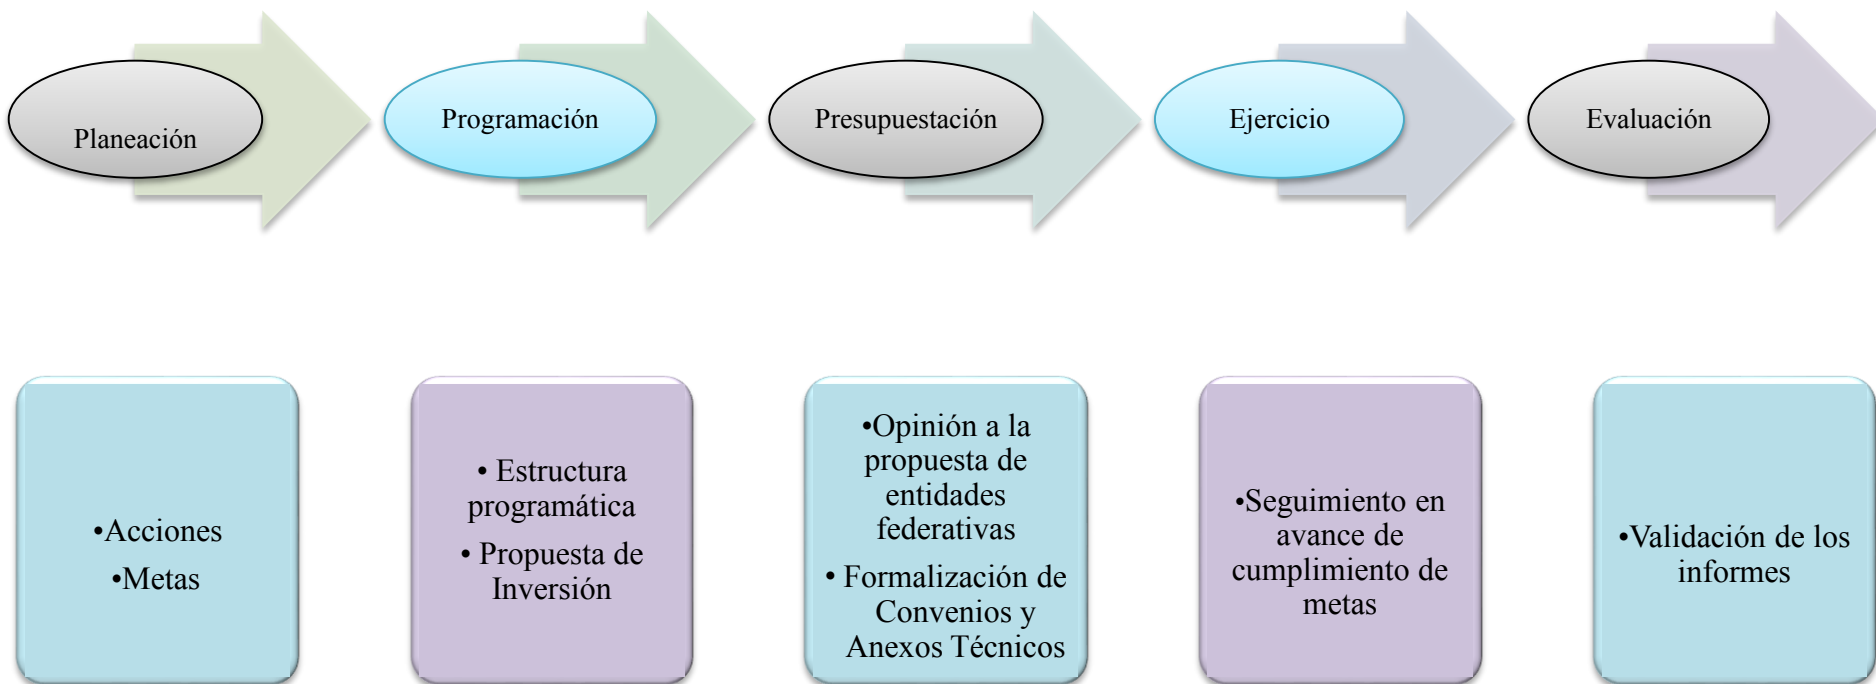 Planeación
Programación
Presupuestación
Ejercicio
Evaluación
•Acciones
•Metas
• Estructura
programática
• Propuesta de
Inversión
•Opinión a la
propuesta de
entidades
federativas
• Formalización de
Convenios y
Anexos Técnicos
•Seguimiento en
avance de
cumplimiento de
metas
•Validación de los
informes